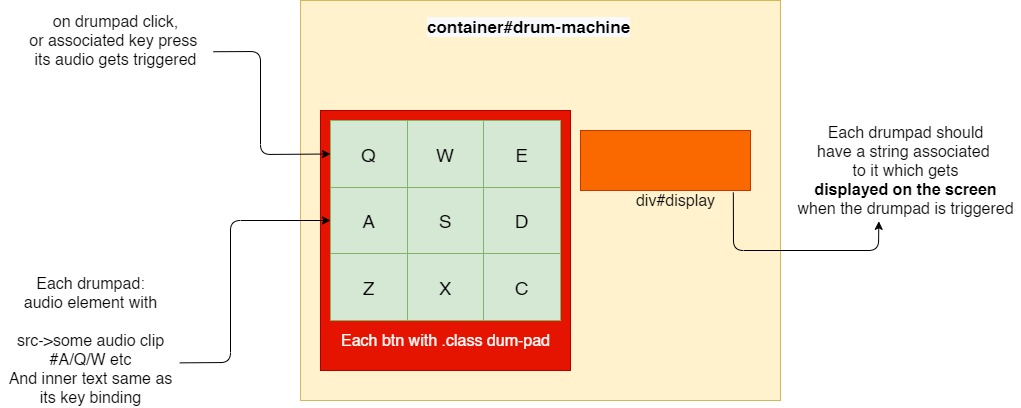 on drumpad click,
or associated key press
its audio gets triggered
container#drum-machine
Q W E
A S D
Z X C
Each btn with .class dum-pad
div#display
Each drumpad should
have a string associated
to it which gets
displayed on the screen
when the drumpad is triggered
Each drumpad:
audio element with
src->some audio clip
#A/Q/W etc
And inner text same as
its key binding